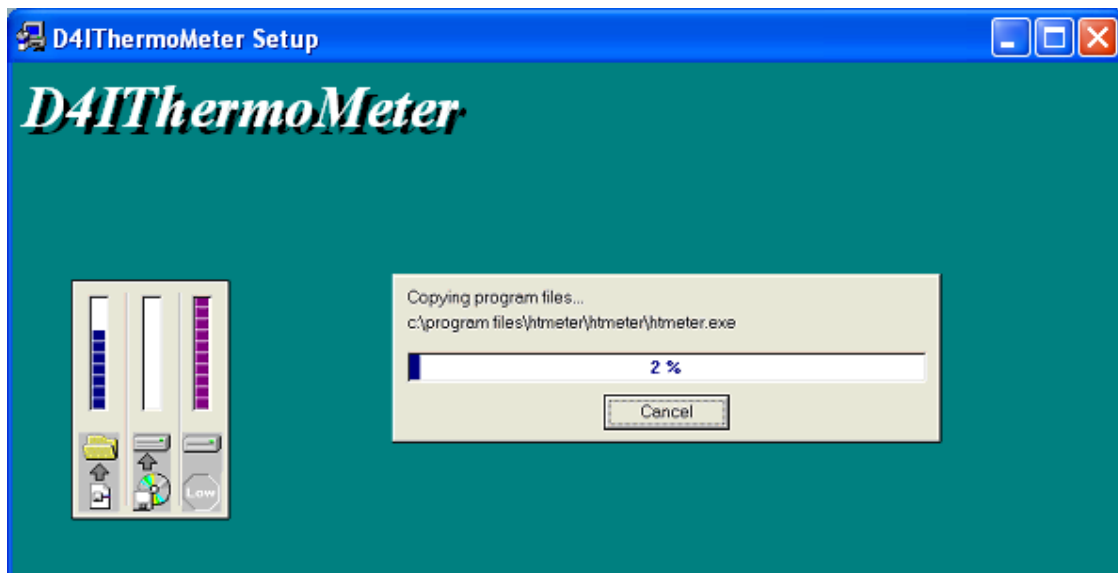 D4IThermoMeter Setup
D4IThermoMeter
Copying program files...
c:\program files\htmeter\htmeter\htmeter.exe
2 %
Cancel
Low